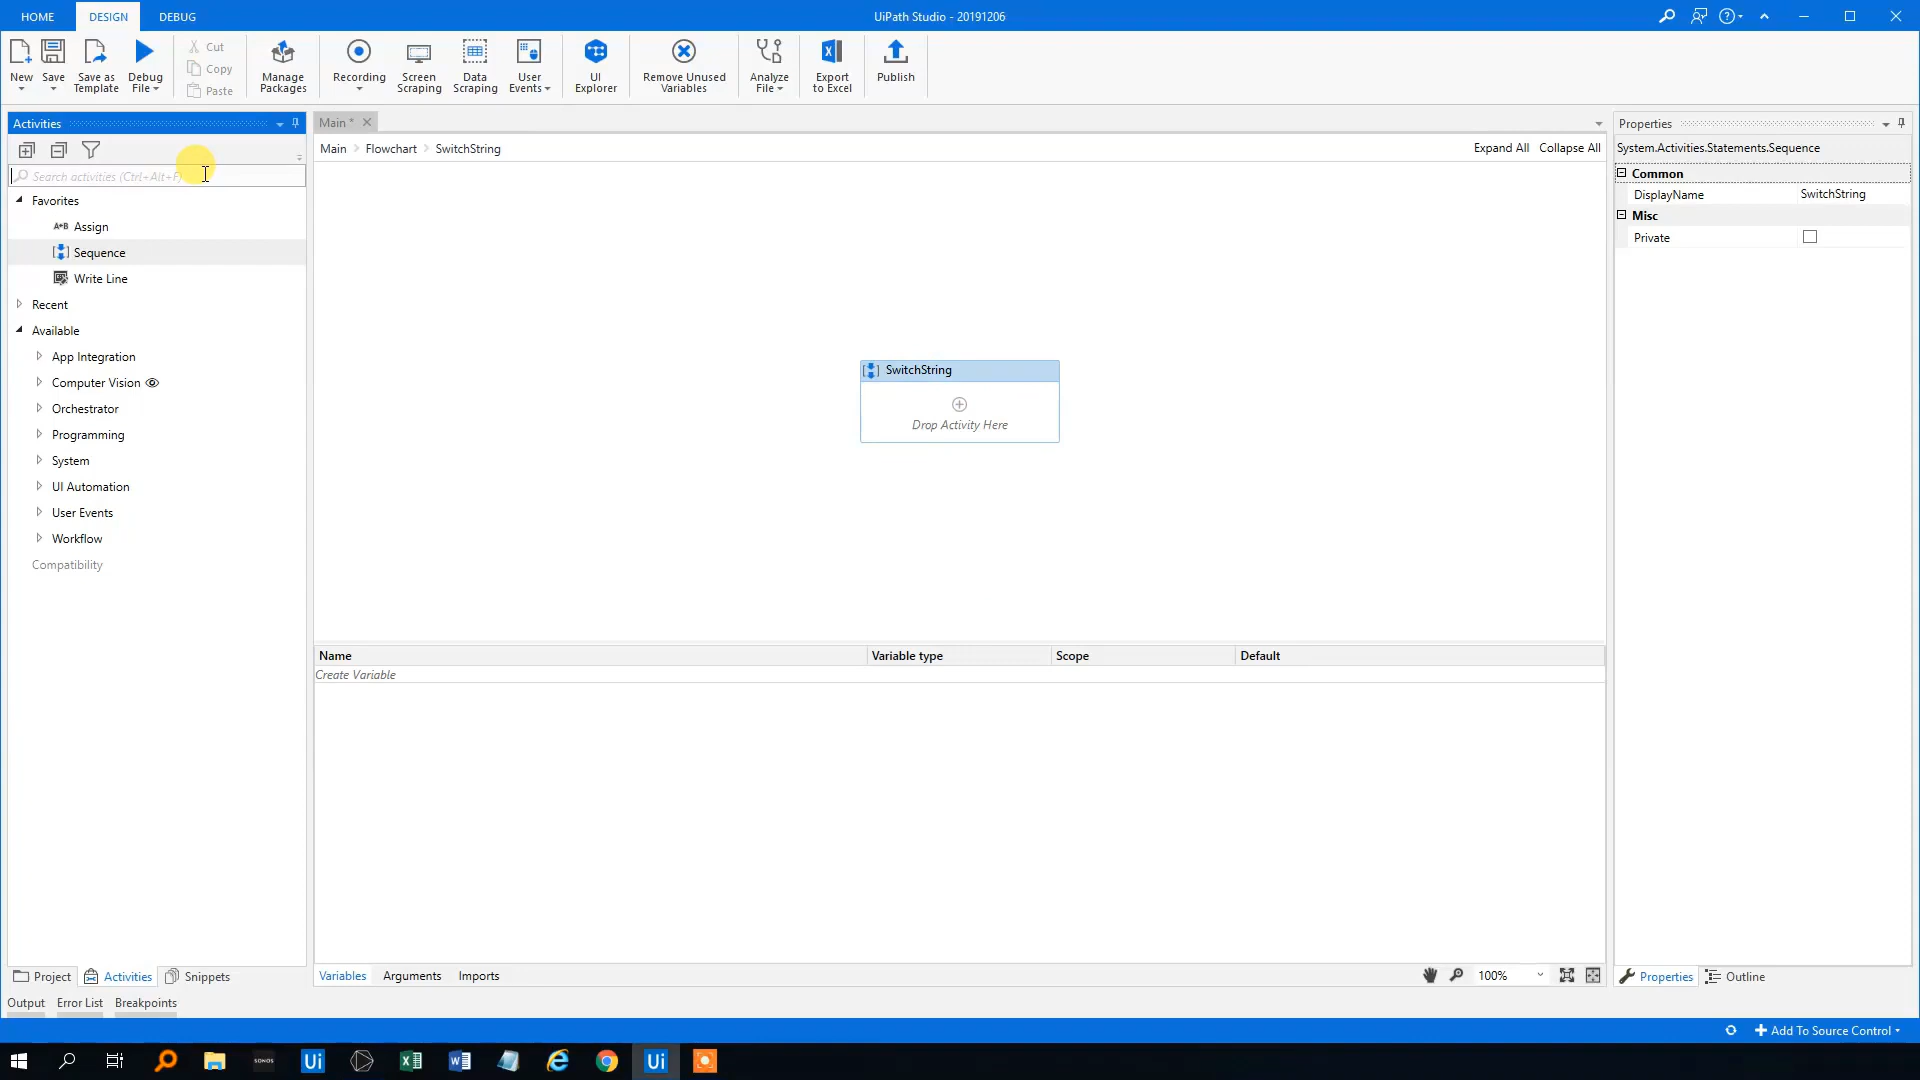 HOME DESIGN DEBUG UiPath Studio - 20191206
New Save Save as Template Debug File Cut Copy Paste Manage Packages Recording Screen Scraping Data Scraping User Events UI Explorer Remove Unused Variables Analyze File Export to Excel Publish
Activities
Search activities (Ctrl+Alt+F)
Favorites
Assign
Sequence
Write Line
Recent
Available
App Integration
Computer Vision
Orchestrator
Programming
System
UI Automation
User Events
Workflow
Compatibility
Main *
Main Flowchart SwitchString Expand All Collapse All
SwitchString
Drop Activity Here
Name Variable type Scope Default
Create Variable
Properties
System.Activities.Statements.Sequence
Common
DisplayName SwitchString
Misc
Private
Project Activities Snippets
Variables Arguments Imports 100%
Properties Outline
Output Error List Breakpoints
Add To Source Control
SONOS
Ui
Ui